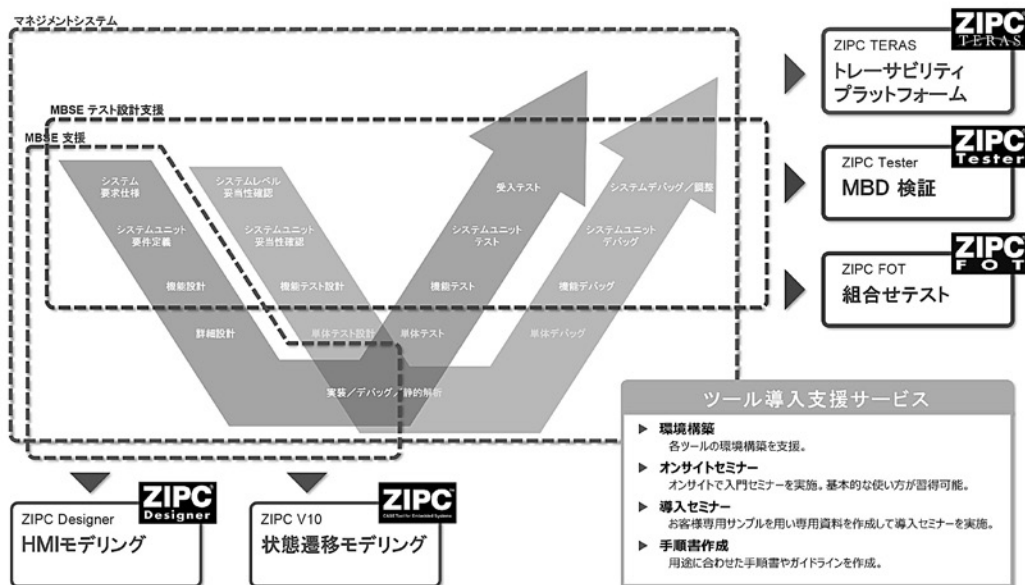 マネジメントシステム
MBSE テスト設計支援
MBSE 支援
システム
要求仕様
システムレベル
妥当性確認
受入テスト
システムデバッグ／調整
システムユニット
要件定義
システムユニット
妥当性確認
システムユニット
テスト
システムユニット
デバッグ
機能設計
機能テスト設計
機能テスト
機能デバッグ
詳細設計
単体テスト設計
単体テスト
単体デバッグ
実装／デバッグ／静的解析
ZIPC
TERAS
ZIPC TERAS
トレーサビリティ
プラットフォーム
ZIPC
Tester
ZIPC Tester
MBD 検証
ZIPC
FOT
ZIPC FOT
組合せテスト
ツール導入支援サービス
環境構築
各ツールの環境構築を支援。
オンサイトセミナー
オンサイトで入門セミナーを実施。基本的な使い方が習得可能。
導入セミナー
お客様専用サンプルを用い専用資料を作成して導入セミナーを実施。
手順書作成
用途に合わせた手順書やガイドラインを作成。
ZIPC
Designer
ZIPC Designer
HMIモデリング
ZIPC
CASE Tool for Embedded Systems
ZIPC V10
状態遷移モデリング